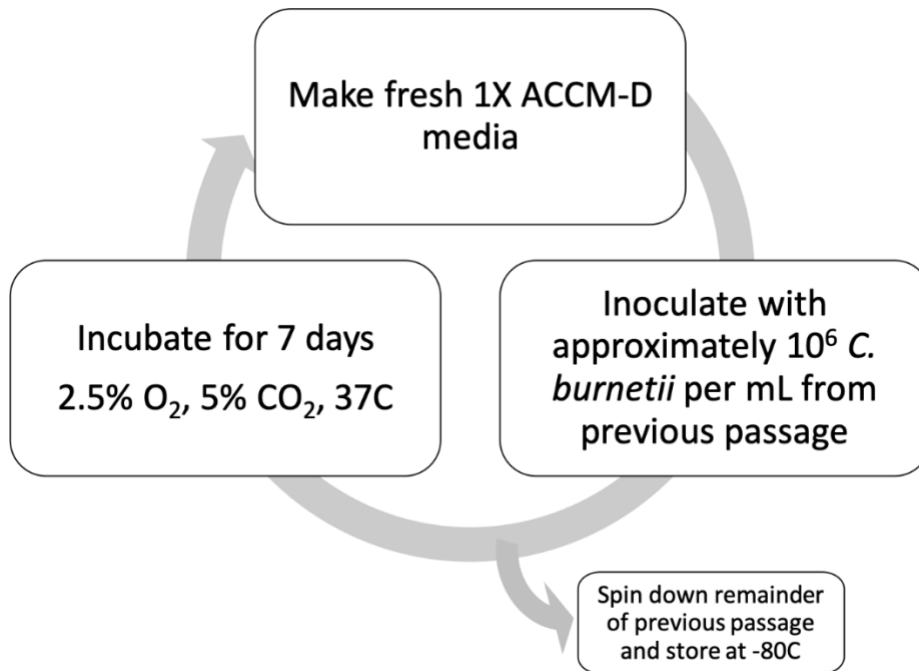 Make fresh 1X ACCM-D
media
Inoculate with
approximately 10⁶ C.
burnetii per mL from
previous passage
Incubate for 7 days
2.5% O₂, 5% CO₂, 37C
Spin down remainder
of previous passage
and store at -80C